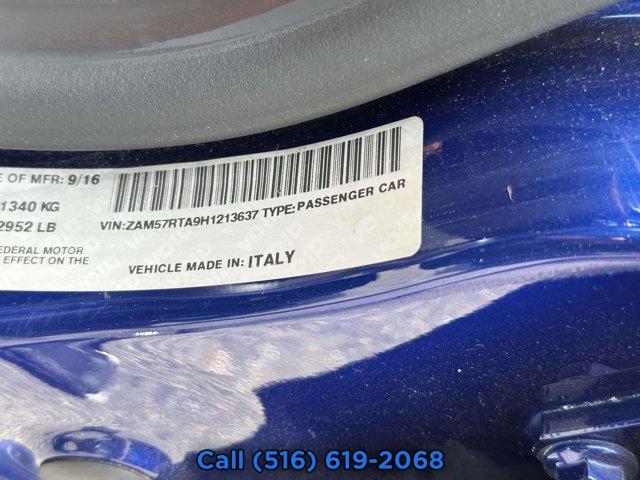 E OF MFR: 9/16
1340 KG
2952 LB
VIN:ZAM57RTA9H1213637 TYPE:PASSENGER CAR
FEDERAL MOTOR
EFFECT ON THE
VEHICLE MADE IN: ITALY
Call (516) 619-2068